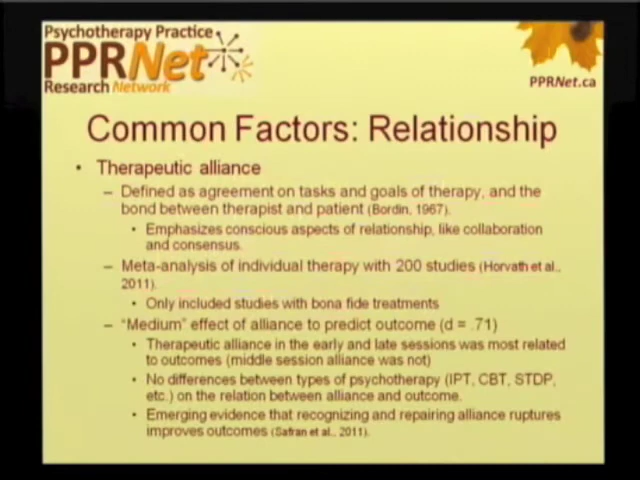 Psychotherapy Practice
PPRNet
Research Network
PPRNet.ca
Common Factors: Relationship
• Therapeutic alliance
– Defined as agreement on tasks and goals of therapy, and the
bond between therapist and patient (Bordin, 1967).
• Emphasizes conscious aspects of relationship, like collaboration
and consensus.
– Meta-analysis of individual therapy with 200 studies (Horvath et al.,
2011).
• Only included studies with bona fide treatments
– "Medium" effect of alliance to predict outcome (d = .71)
• Therapeutic alliance in the early and late sessions was most related
to outcomes (middle session alliance was not)
• No differences between types of psychotherapy (IPT, CBT, STDP,
etc.) on the relation between alliance and outcome.
• Emerging evidence that recognizing and repairing alliance ruptures
improves outcomes (Safran et al., 2011).